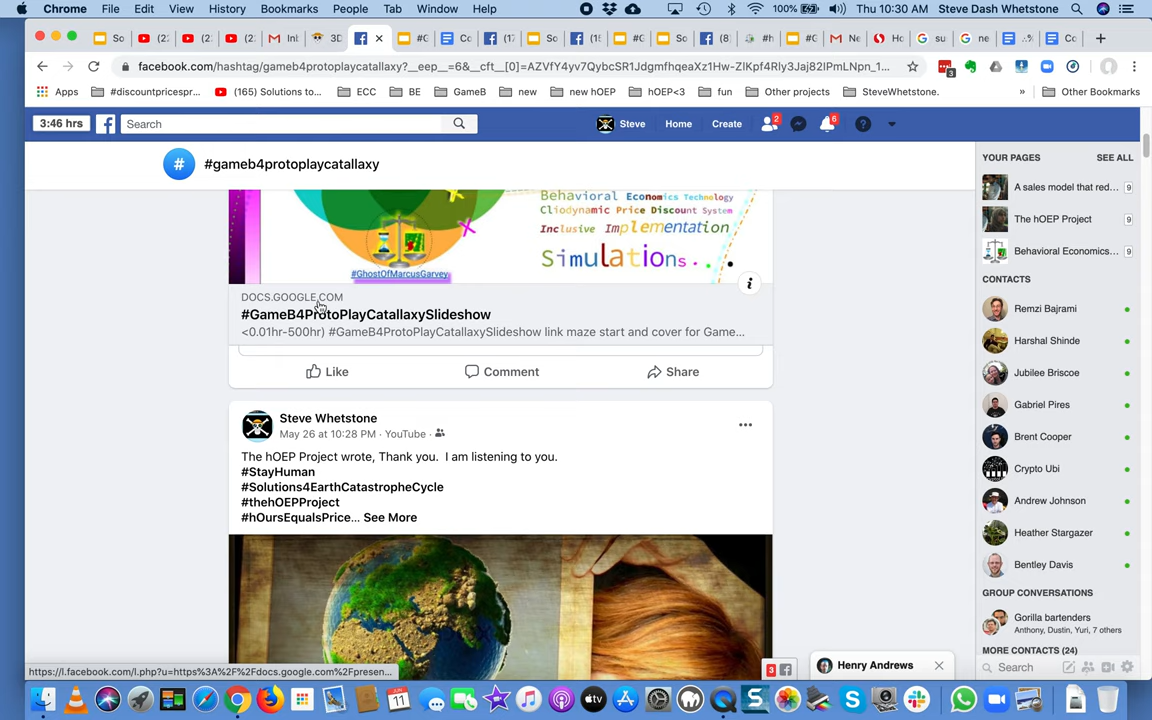 Chrome File Edit View History Bookmarks People Tab Window Help 100% Thu 10:30 AM Steve Dash Whetstone
facebook.com/hashtag/gameb4protoplaycatallaxy?__eep__=6&__cft__[0]=AZVfY4yv7QybcSR1JdgmfhqeaXz1Hw-ZlKpf4Rly3Jaj82IPmLNpn_1...
Apps #discountpricespr... (165) Solutions to... ECC BE GameB new new hOEP hOEP<3 fun Other projects SteveWhetstone. » Other Bookmarks
3:46 hrs Search Steve Home Create 2 6
#gameb4protoplaycatallaxy
YOUR PAGES SEE ALL
A sales model that red... 9
The hOEP Project 9
Behavioral Economics... 9
CONTACTS
Remzi Bajrami
Harshal Shinde
Jubilee Briscoe
Gabriel Pires
Brent Cooper
Crypto Ubi
Andrew Johnson
Heather Stargazer
Bentley Davis
GROUP CONVERSATIONS
Gorilla bartenders
Anthony, Dustin, Yuri, 7 others
MORE CONTACTS (24)
Search
Behavioral Economics Technology
Cliodynamic Price Discount System
Inclusive Implementation
Simulations...
#GhostOfMarcusGarvey
DOCS.GOOGLE.COM
#GameB4ProtoPlayCatallaxySlideshow
<0.01hr-500hr) #GameB4ProtoPlayCatallaxySlideshow link maze start and cover for Game...
Like Comment Share
Steve Whetstone
May 26 at 10:28 PM · YouTube ·
The hOEP Project wrote, Thank you. I am listening to you.
#StayHuman
#Solutions4EarthCatastropheCycle
#thehOEPProject
#hOursEqualsPrice... See More
https://l.facebook.com/l.php?u=https%3A%2F%2Fdocs.google.com%2Fpresen...
3
Henry Andrews